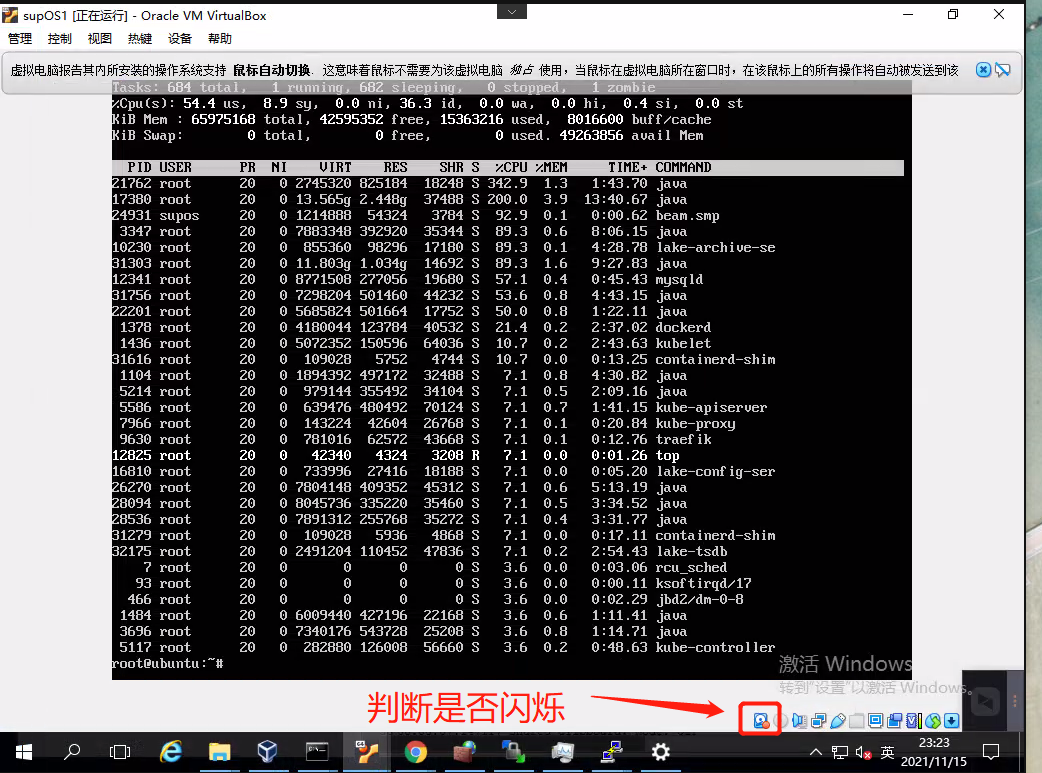 supOS1 [正在运行] - Oracle VM VirtualBox
管理 控制 视图 热键 设备 帮助
虚拟电脑报告其内所安装的操作系统支持 鼠标自动切换. 这意味着鼠标不需要为该虚拟电脑 独占 使用，当鼠标在虚拟电脑所在窗口时，在该鼠标上的所有操作将自动被发送到该
Tasks: 684 total, 1 running, 682 sleeping, 0 stopped, 1 zombie
%Cpu(s): 54.4 us, 8.9 sy, 0.0 ni, 36.3 id, 0.0 wa, 0.0 hi, 0.4 si, 0.0 st
KiB Mem : 65975168 total, 42595352 free, 15363216 used, 8016600 buff/cache
KiB Swap: 0 total, 0 free, 0 used. 49263856 avail Mem
PID USER PR NI VIRT RES SHR S %CPU %MEM TIME+ COMMAND
21762 root 20 0 2745320 825184 18248 S 342.9 1.3 1:43.70 java
17380 root 20 0 13.565g 2.448g 37488 S 200.0 3.9 13:40.67 java
24931 supos 20 0 1214888 54324 3784 S 92.9 0.1 0:00.62 beam.smp
3347 root 20 0 7883348 392920 35344 S 89.3 0.6 8:06.15 java
10230 root 20 0 855360 98296 17180 S 89.3 0.1 4:28.78 lake-archive-se
31303 root 20 0 11.803g 1.034g 14692 S 89.3 1.6 9:27.83 java
12341 root 20 0 8771508 277056 19680 S 57.1 0.4 0:45.43 mysqld
31756 root 20 0 7298204 501460 44232 S 53.6 0.8 4:43.15 java
22201 root 20 0 5685824 501664 17752 S 50.0 0.8 1:22.11 java
1378 root 20 0 4180044 123784 40532 S 21.4 0.2 2:37.02 dockerd
1436 root 20 0 5072352 150596 64036 S 10.7 0.2 2:43.63 kubelet
31616 root 20 0 109028 5752 4744 S 10.7 0.0 0:13.25 containerd-shim
1104 root 20 0 1894392 497172 32488 S 7.1 0.8 4:30.82 java
5214 root 20 0 979144 355492 34104 S 7.1 0.5 2:09.16 java
5586 root 20 0 639476 480492 70124 S 7.1 0.7 1:41.15 kube-apiserver
7966 root 20 0 143224 42604 26768 S 7.1 0.1 0:20.84 kube-proxy
9630 root 20 0 781016 62572 43668 S 7.1 0.1 0:12.76 traefik
12825 root 20 0 42340 4324 3208 R 7.1 0.0 0:01.26 top
16810 root 20 0 733996 27416 18188 S 7.1 0.0 0:05.20 lake-config-ser
26270 root 20 0 7804148 409352 45312 S 7.1 0.6 5:13.19 java
28094 root 20 0 8045736 335220 35460 S 7.1 0.5 3:34.52 java
28536 root 20 0 7891312 255768 35272 S 7.1 0.4 3:31.77 java
31279 root 20 0 109028 5936 4868 S 7.1 0.0 0:17.11 containerd-shim
32175 root 20 0 2491204 110452 47836 S 7.1 0.2 2:54.43 lake-tsdb
7 root 20 0 0 0 0 S 3.6 0.0 0:03.06 rcu_sched
93 root 20 0 0 0 0 S 3.6 0.0 0:00.11 ksoftirqd/17
466 root 20 0 0 0 0 S 3.6 0.0 0:02.29 jbd2/dm-0-8
1484 root 20 0 6009440 427196 22168 S 3.6 0.6 1:11.41 java
3696 root 20 0 7340176 543728 25208 S 3.6 0.8 1:14.71 java
5117 root 20 0 282880 126008 56660 S 3.6 0.2 0:48.63 kube-controller
root@ubuntu:~#
激活 Windows
转到"设置"以激活 Windows。
判断是否闪烁
英
23:23
2021/11/15